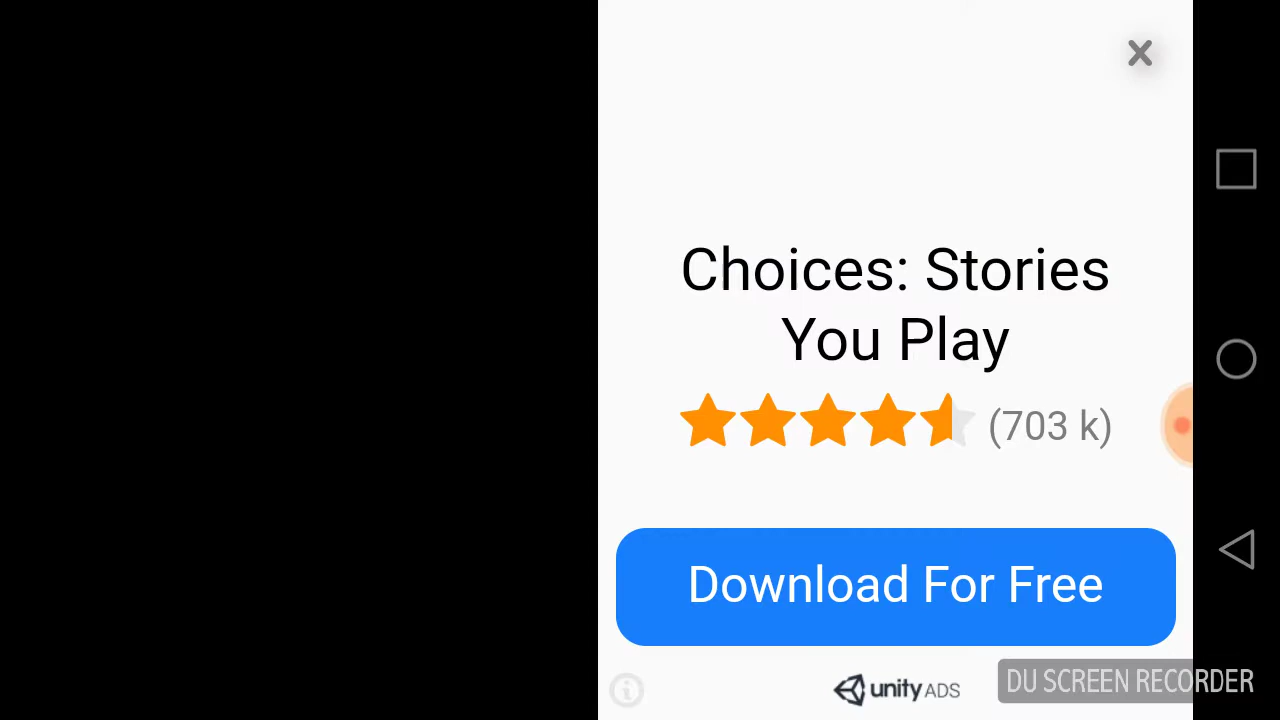 Choices: Stories
You Play
(703 k)
Download For Free
unity ADS
DU SCREEN RECORDER